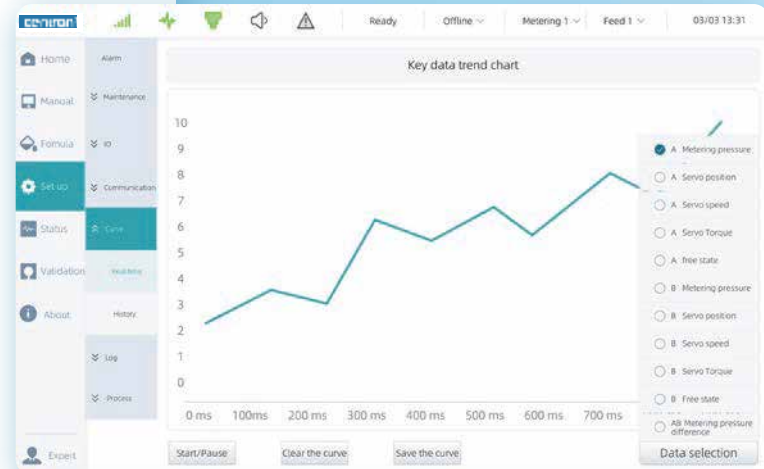 centron
Ready
Offline
Metering 1
Feed 1
03/03 13:31
Home
Manual
Fomula
Set up
Status
Validation
About
Expert
Alarm
Maintenance
IO
Communication
Curve
History
Log
Process
Key data trend chart
10
9
8
7
6
5
4
3
2
1
0
0 ms 100ms 200 ms 300 ms 400 ms 500 ms 600 ms 700 ms
A Metering pressure
A Servo position
A Servo speed
A Servo Torque
A free state
B Metering pressure
B Servo position
B Servo speed
B Servo Torque
B Free state
AB Metering pressure
difference
Start/Pause
Clear the curve
Save the curve
Data selection